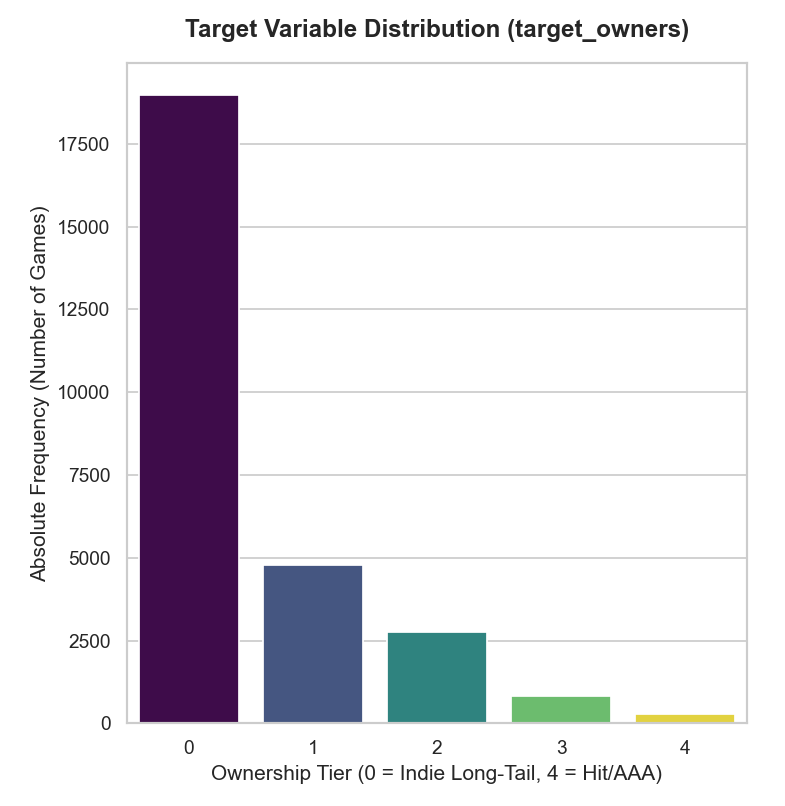 Target Variable Distribution (target_owners)
Absolute Frequency (Number of Games)
17500
15000
12500
10000
7500
5000
2500
0
0 1 2 3 4
Ownership Tier (0 = Indie Long-Tail, 4 = Hit/AAA)